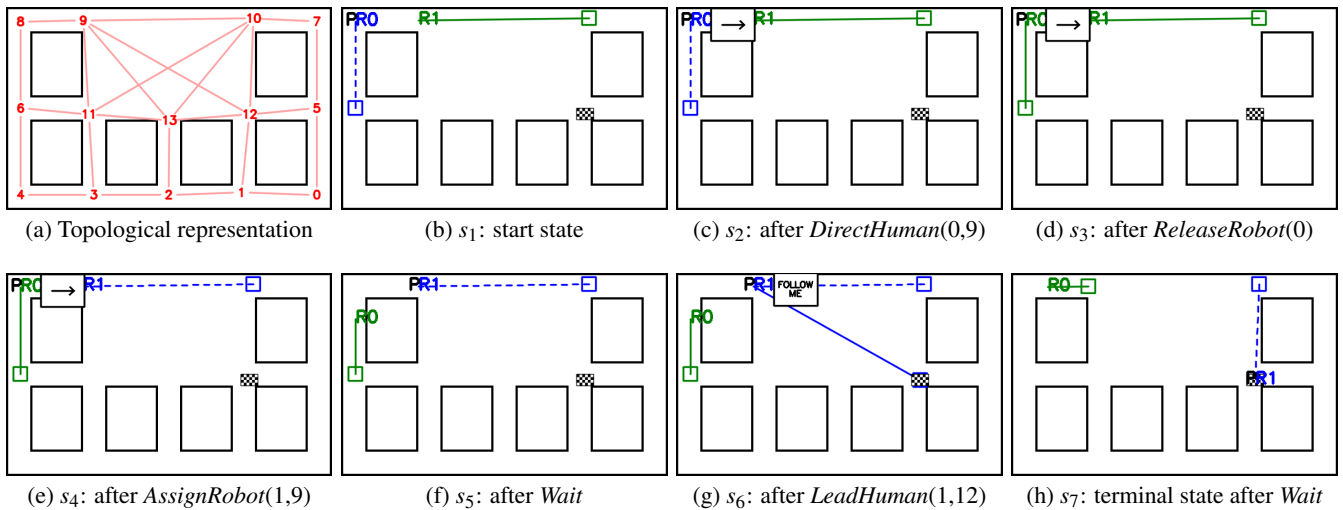 8 9 10 7
6 11 13 12 5
4 3 2 1 0
(a) Topological representation
PR0 R1
(b) s₁: start state
PR0 → R1
(c) s₂: after DirectHuman(0,9)
PR0 → R1
(d) s₃: after ReleaseRobot(0)
PR0 → R1
(e) s₄: after AssignRobot(1,9)
PR1
R0
(f) s₅: after Wait
PR1 FOLLOW
ME
R0
(g) s₆: after LeadHuman(1,12)
R0
PR1
(h) s₇: terminal state after Wait